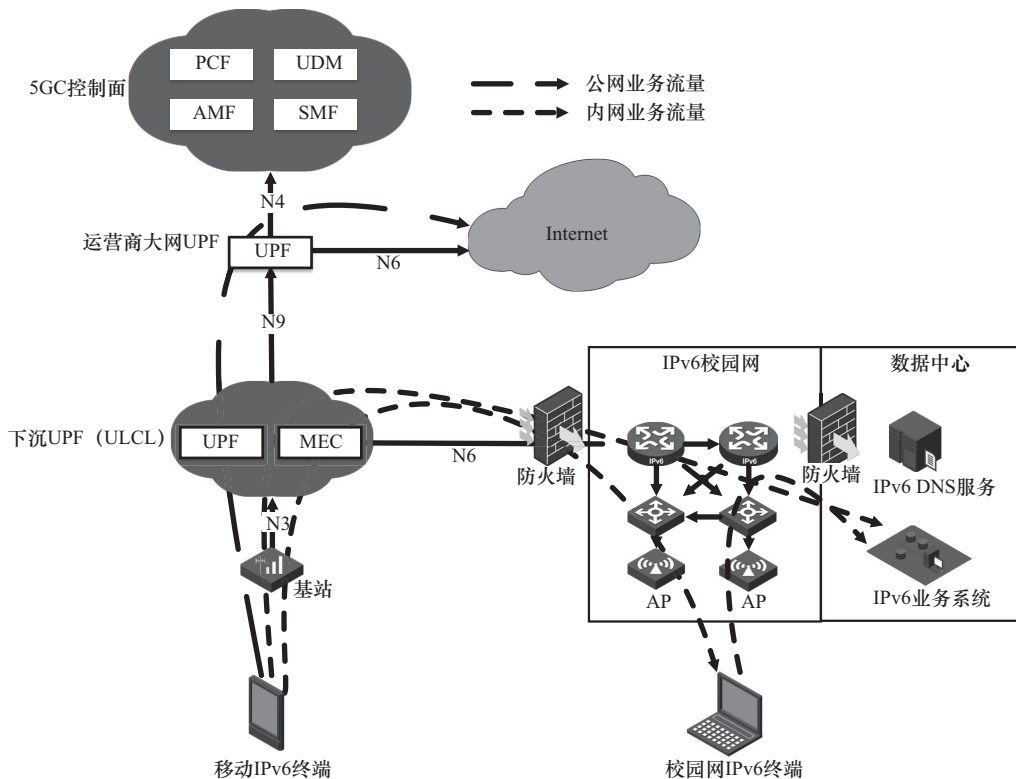 PCF
UDM
5GC控制面
AMF
SMF
公网业务流量
内网业务流量
N4
运营商大网UPF
UPF
N6
Internet
N9
IPv6校园网
数据中心
下沉UPF（ULCL）
UPF
MEC
N6
防火墙
IPv6
IPv6
防火墙
IPv6 DNS服务
N3
基站
AP
AP
IPv6业务系统
移动IPv6终端
校园网IPv6终端